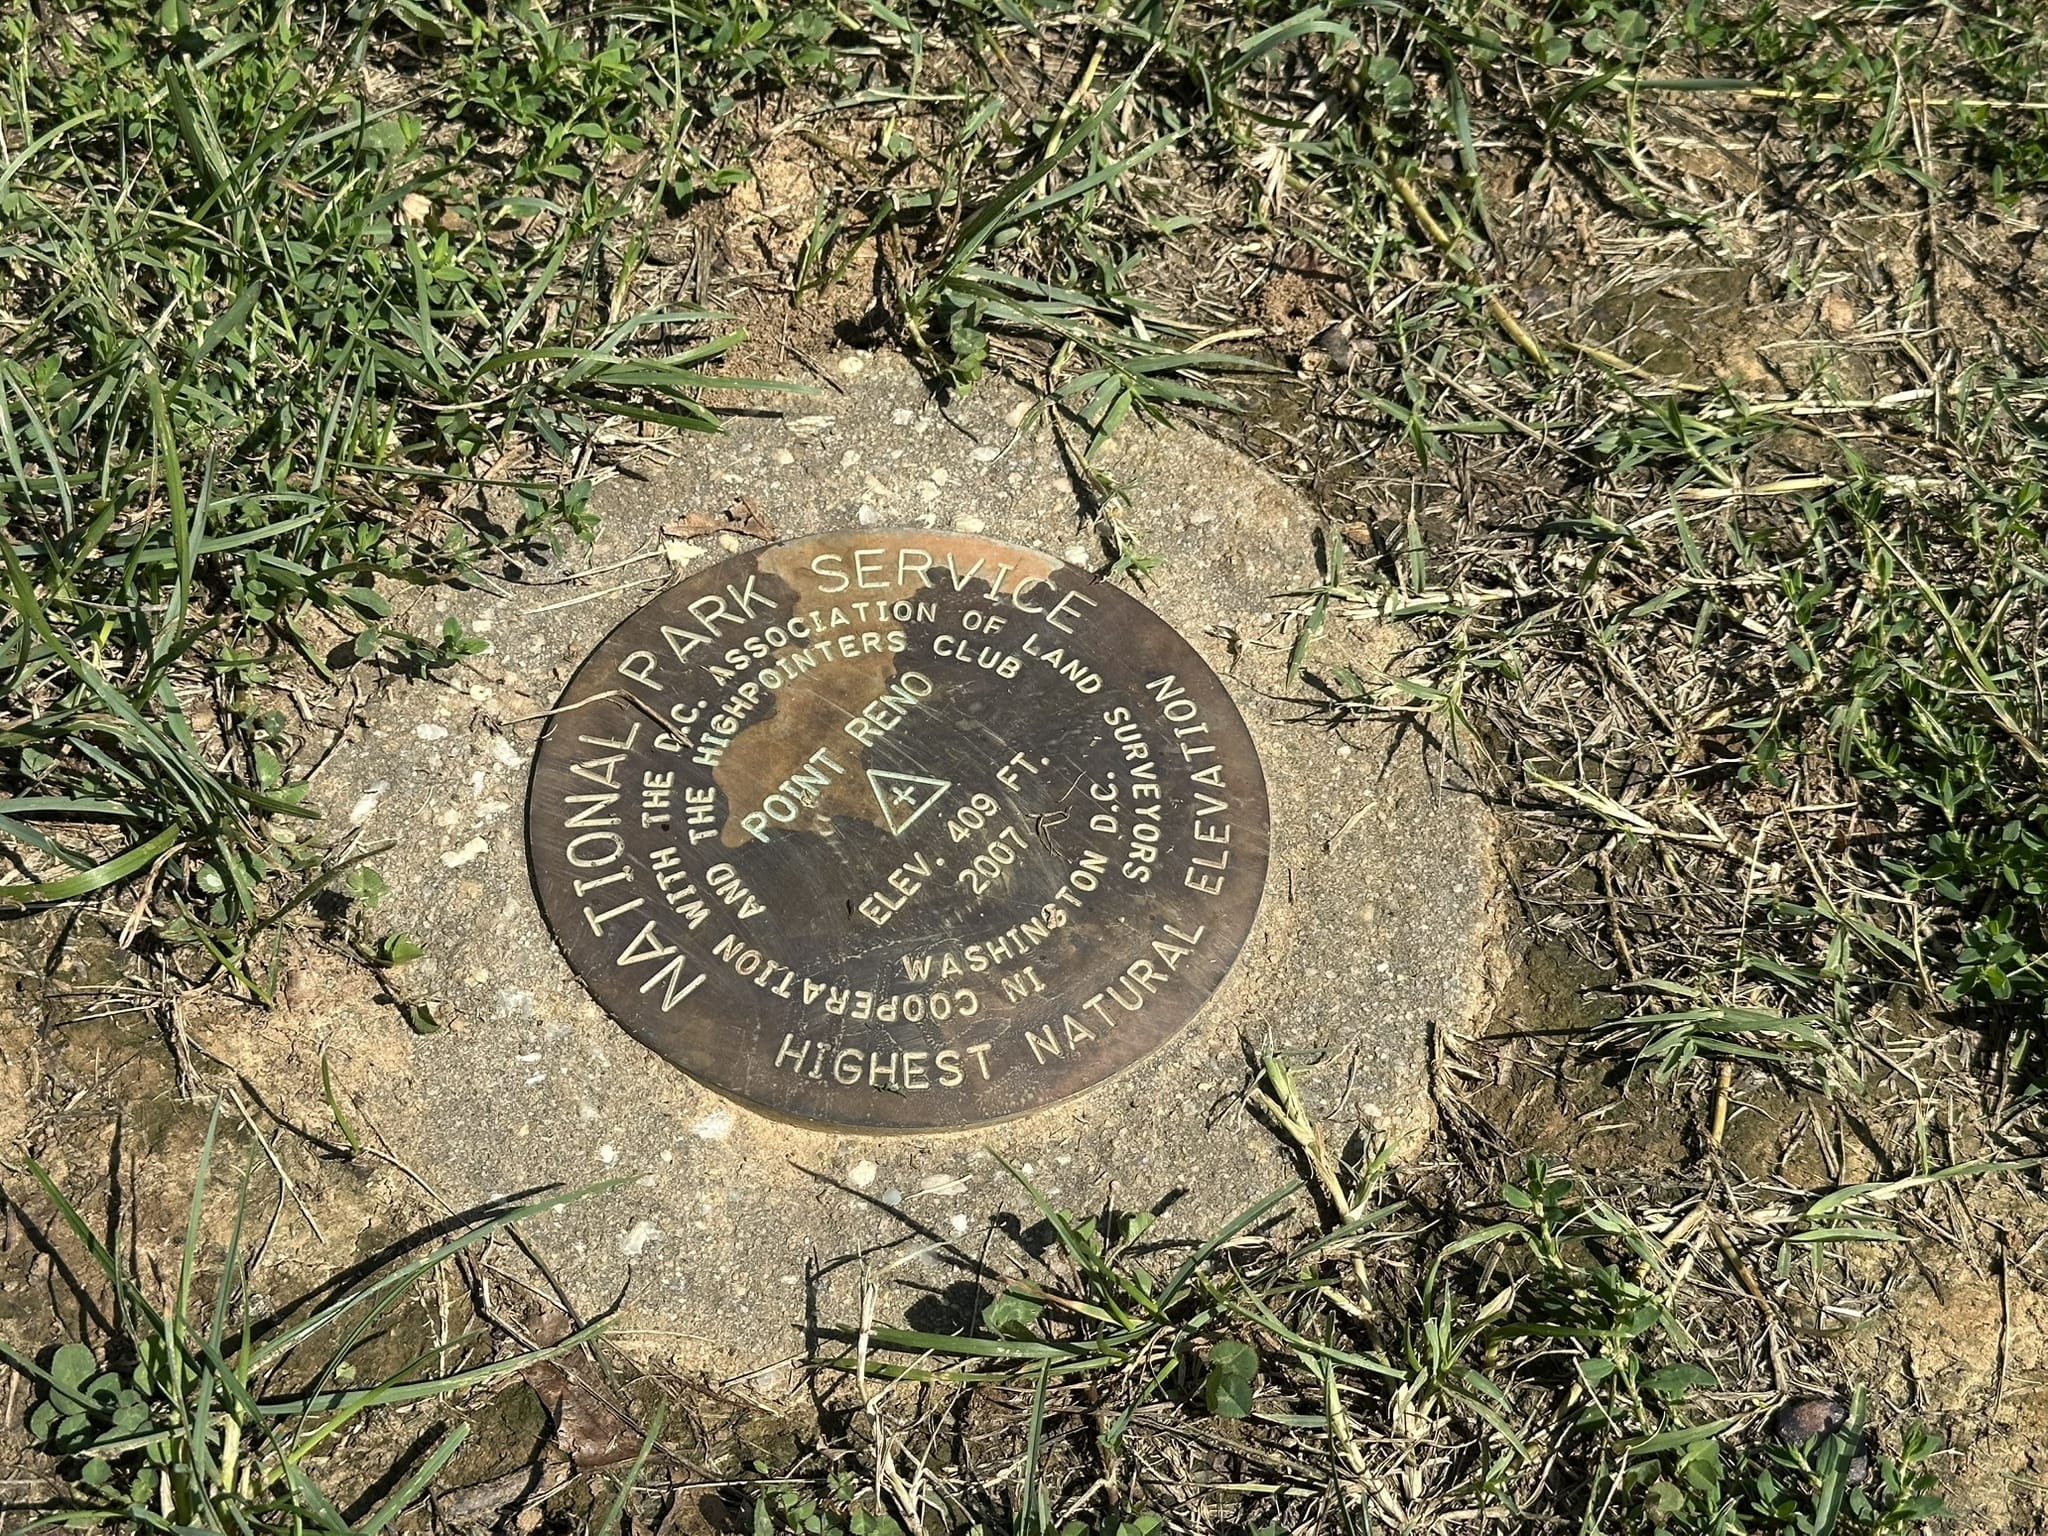 NATIONAL PARK SERVICE
IN COOPERATION WITH THE D.C. ASSOCIATION OF LAND SURVEYORS
AND THE HIGHPOINTERS CLUB
POINT RENO
ELEV. 409 FT.
2007
WASHINGTON D.C.
HIGHEST NATURAL ELEVATION